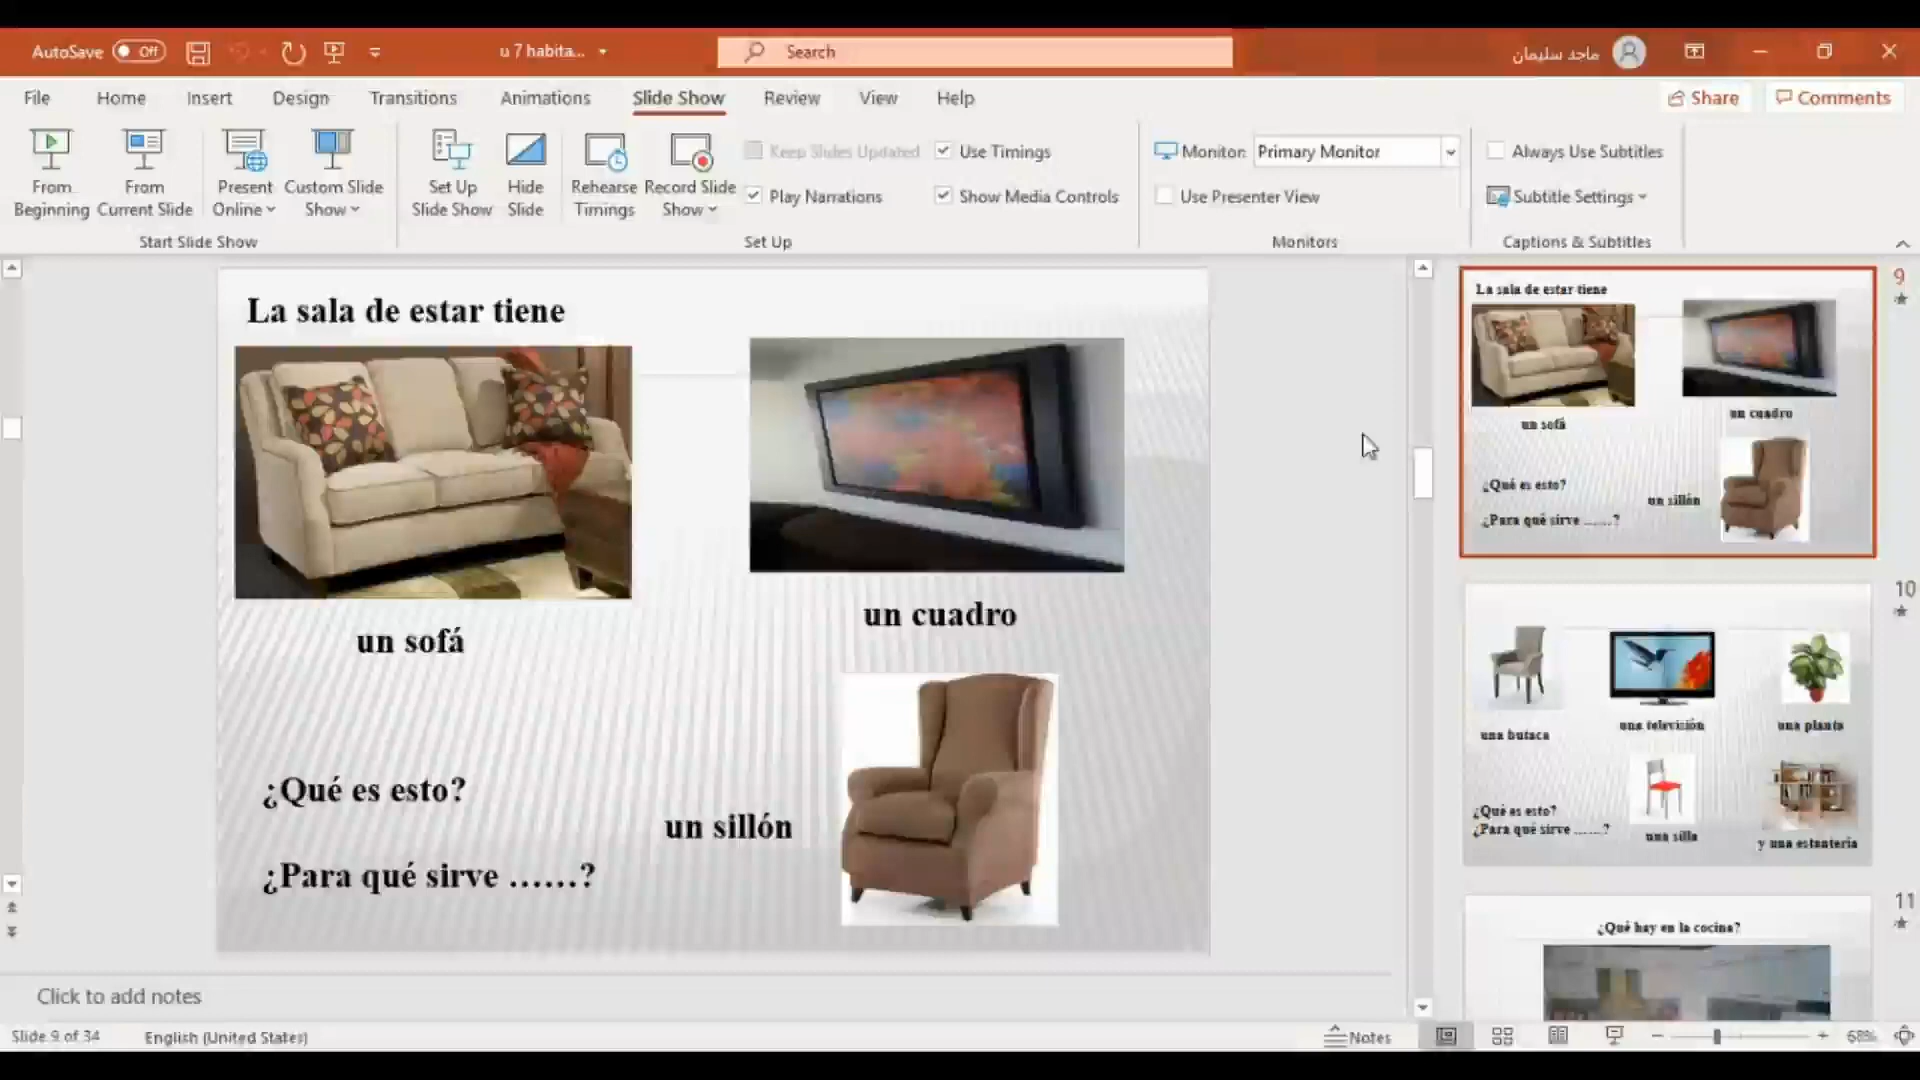 AutoSave Off
u 7 habita...
Search
ماجد سليمان
File Home Insert Design Transitions Animations Slide Show Review View Help
Share Comments
From Beginning
From Current Slide
Present Online
Custom Slide Show
Start Slide Show
Set Up Slide Show
Hide Slide
Rehearse Timings
Record Slide Show
Keep Slides Updated
Play Narrations
Use Timings
Show Media Controls
Set Up
Monitor: Primary Monitor
Use Presenter View
Monitors
Always Use Subtitles
Subtitle Settings
Captions & Subtitles
La sala de estar tiene
un sofá
un cuadro
¿Qué es esto?
un sillón
¿Para qué sirve ......?
9
La sala de estar tiene
un cuadro
un sofá
¿Qué es esto?
un sillón
¿Para qué sirve ......?
10
una butaca
una televisión
una planta
¿Qué es esto?
¿Para qué sirve ......?
una silla
y una estantería
11
¿Qué hay en la cocina?
Click to add notes
Slide 9 of 34
English (United States)
Notes
68%